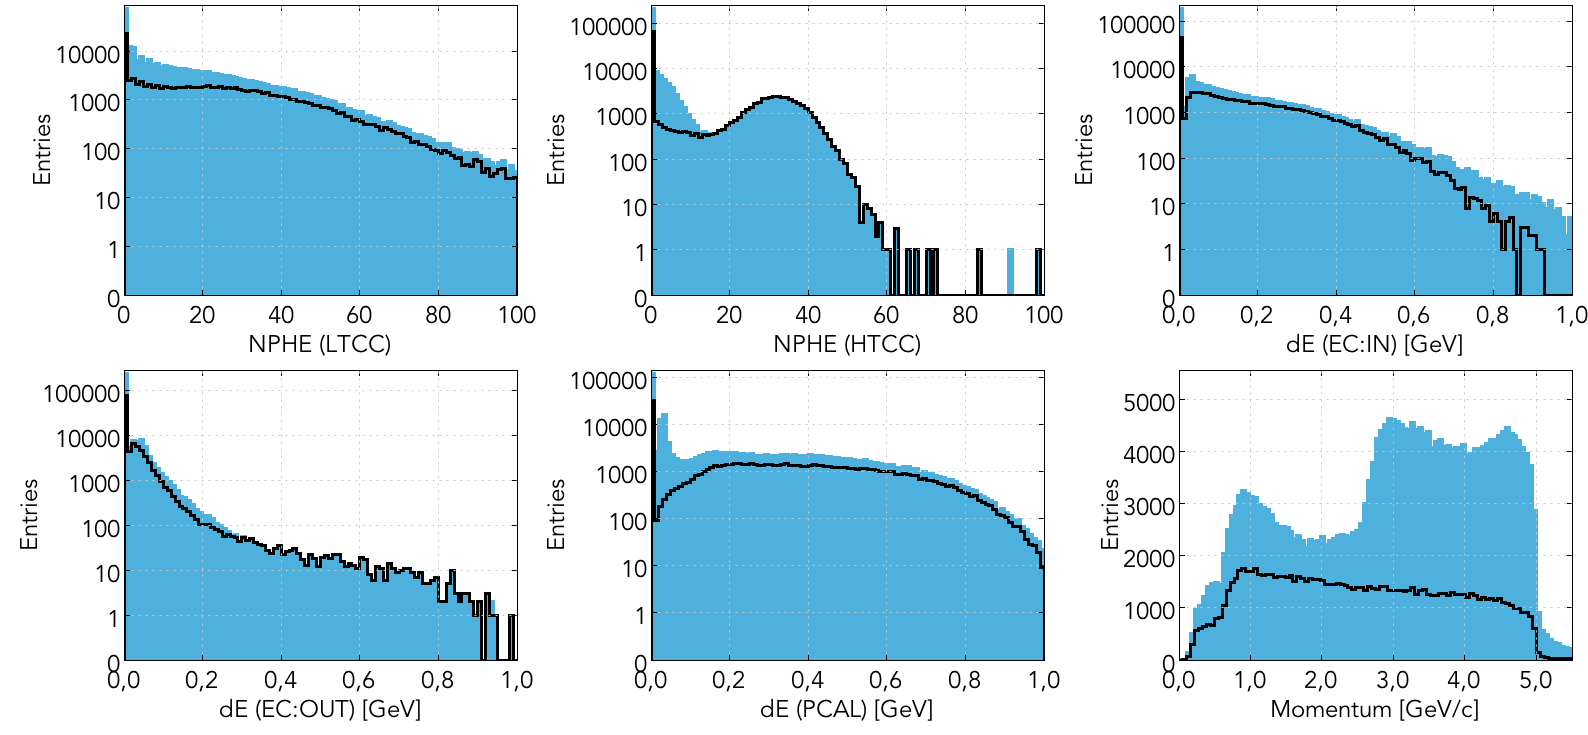 Entries
10000
1000
100
10
1
0
0 20 40 60 80 100
NPHE (LTCC)
Entries
100000
10000
1000
100
10
1
0
0 20 40 60 80 100
NPHE (HTCC)
Entries
100000
10000
1000
100
10
1
0
0,0 0,2 0,4 0,6 0,8 1,0
dE (EC:IN) [GeV]
Entries
100000
10000
1000
100
10
1
0
0,0 0,2 0,4 0,6 0,8 1,0
dE (EC:OUT) [GeV]
Entries
100000
10000
1000
100
10
1
0
0,0 0,2 0,4 0,6 0,8 1,0
dE (PCAL) [GeV]
Entries
5000
4000
3000
2000
1000
0
0,0 1,0 2,0 3,0 4,0 5,0
Momentum [GeV/c]